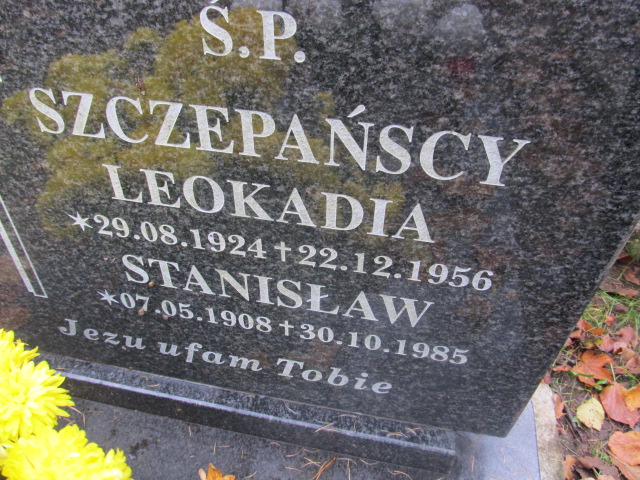 Ś.P.
SZCZEPAŃSCY
LEOKADIA
✶29.08.1924 ✝22.12.1956
STANISŁAW
✶07.05.1908 ✝30.10.1985
Jezu ufam Tobie